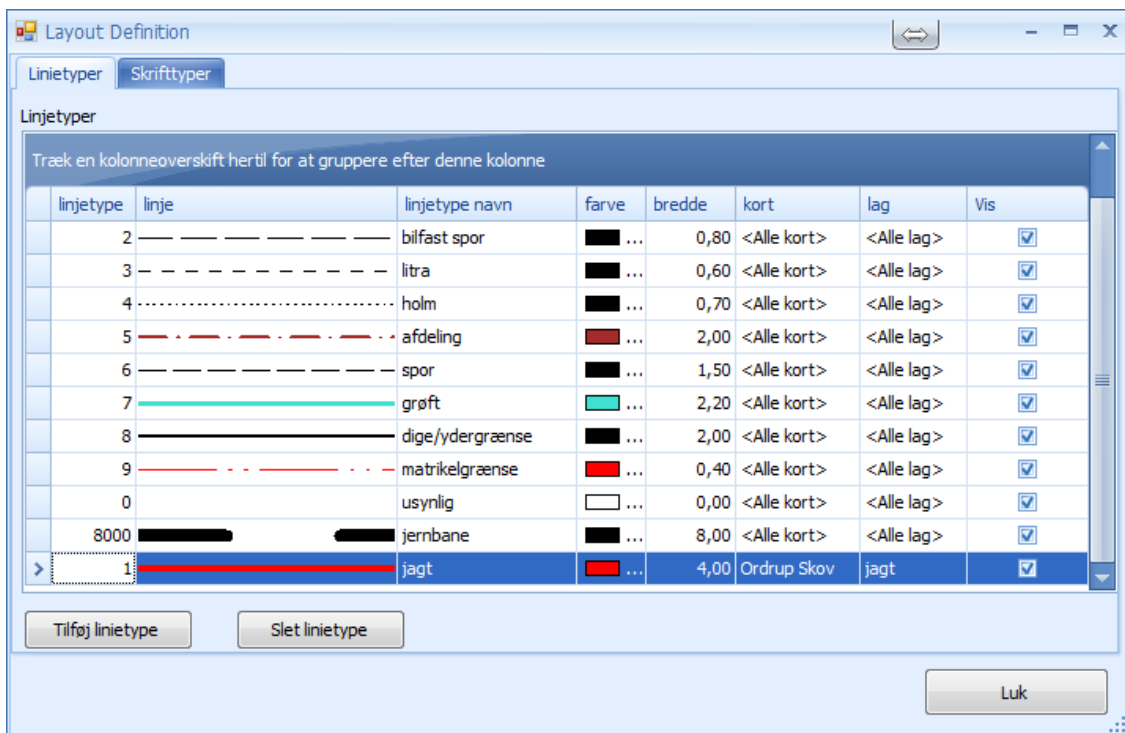 Layout Definition
Linietyper Skrifttyper
Linjetyper
Træk en kolonneoverskift hertil for at gruppere efter denne kolonne
linjetype linje linjetype navn farve bredde kort lag Vis
2 bilfast spor ... 0,80 <Alle kort> <Alle lag>
3 litra ... 0,60 <Alle kort> <Alle lag>
4 holm ... 0,70 <Alle kort> <Alle lag>
5 afdeling ... 2,00 <Alle kort> <Alle lag>
6 spor ... 1,50 <Alle kort> <Alle lag>
7 grøft ... 2,20 <Alle kort> <Alle lag>
8 dige/ydergrænse ... 2,00 <Alle kort> <Alle lag>
9 matrikelgrænse ... 0,40 <Alle kort> <Alle lag>
0 usynlig ... 0,00 <Alle kort> <Alle lag>
8000 jernbane ... 8,00 <Alle kort> <Alle lag>
1 jagt ... 4,00 Ordrup Skov jagt
Tilføj linietype Slet linietype
Luk